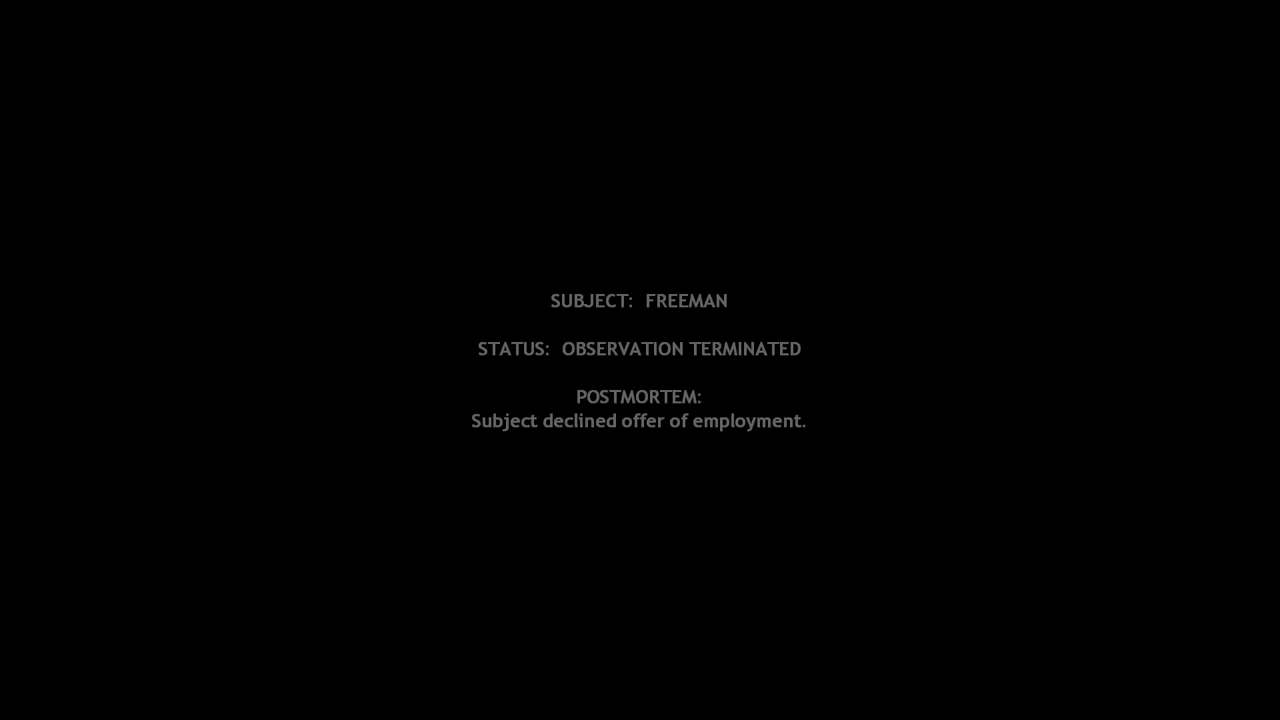 SUBJECT: FREEMAN
STATUS: OBSERVATION TERMINATED
POSTMORTEM:
Subject declined offer of employment.